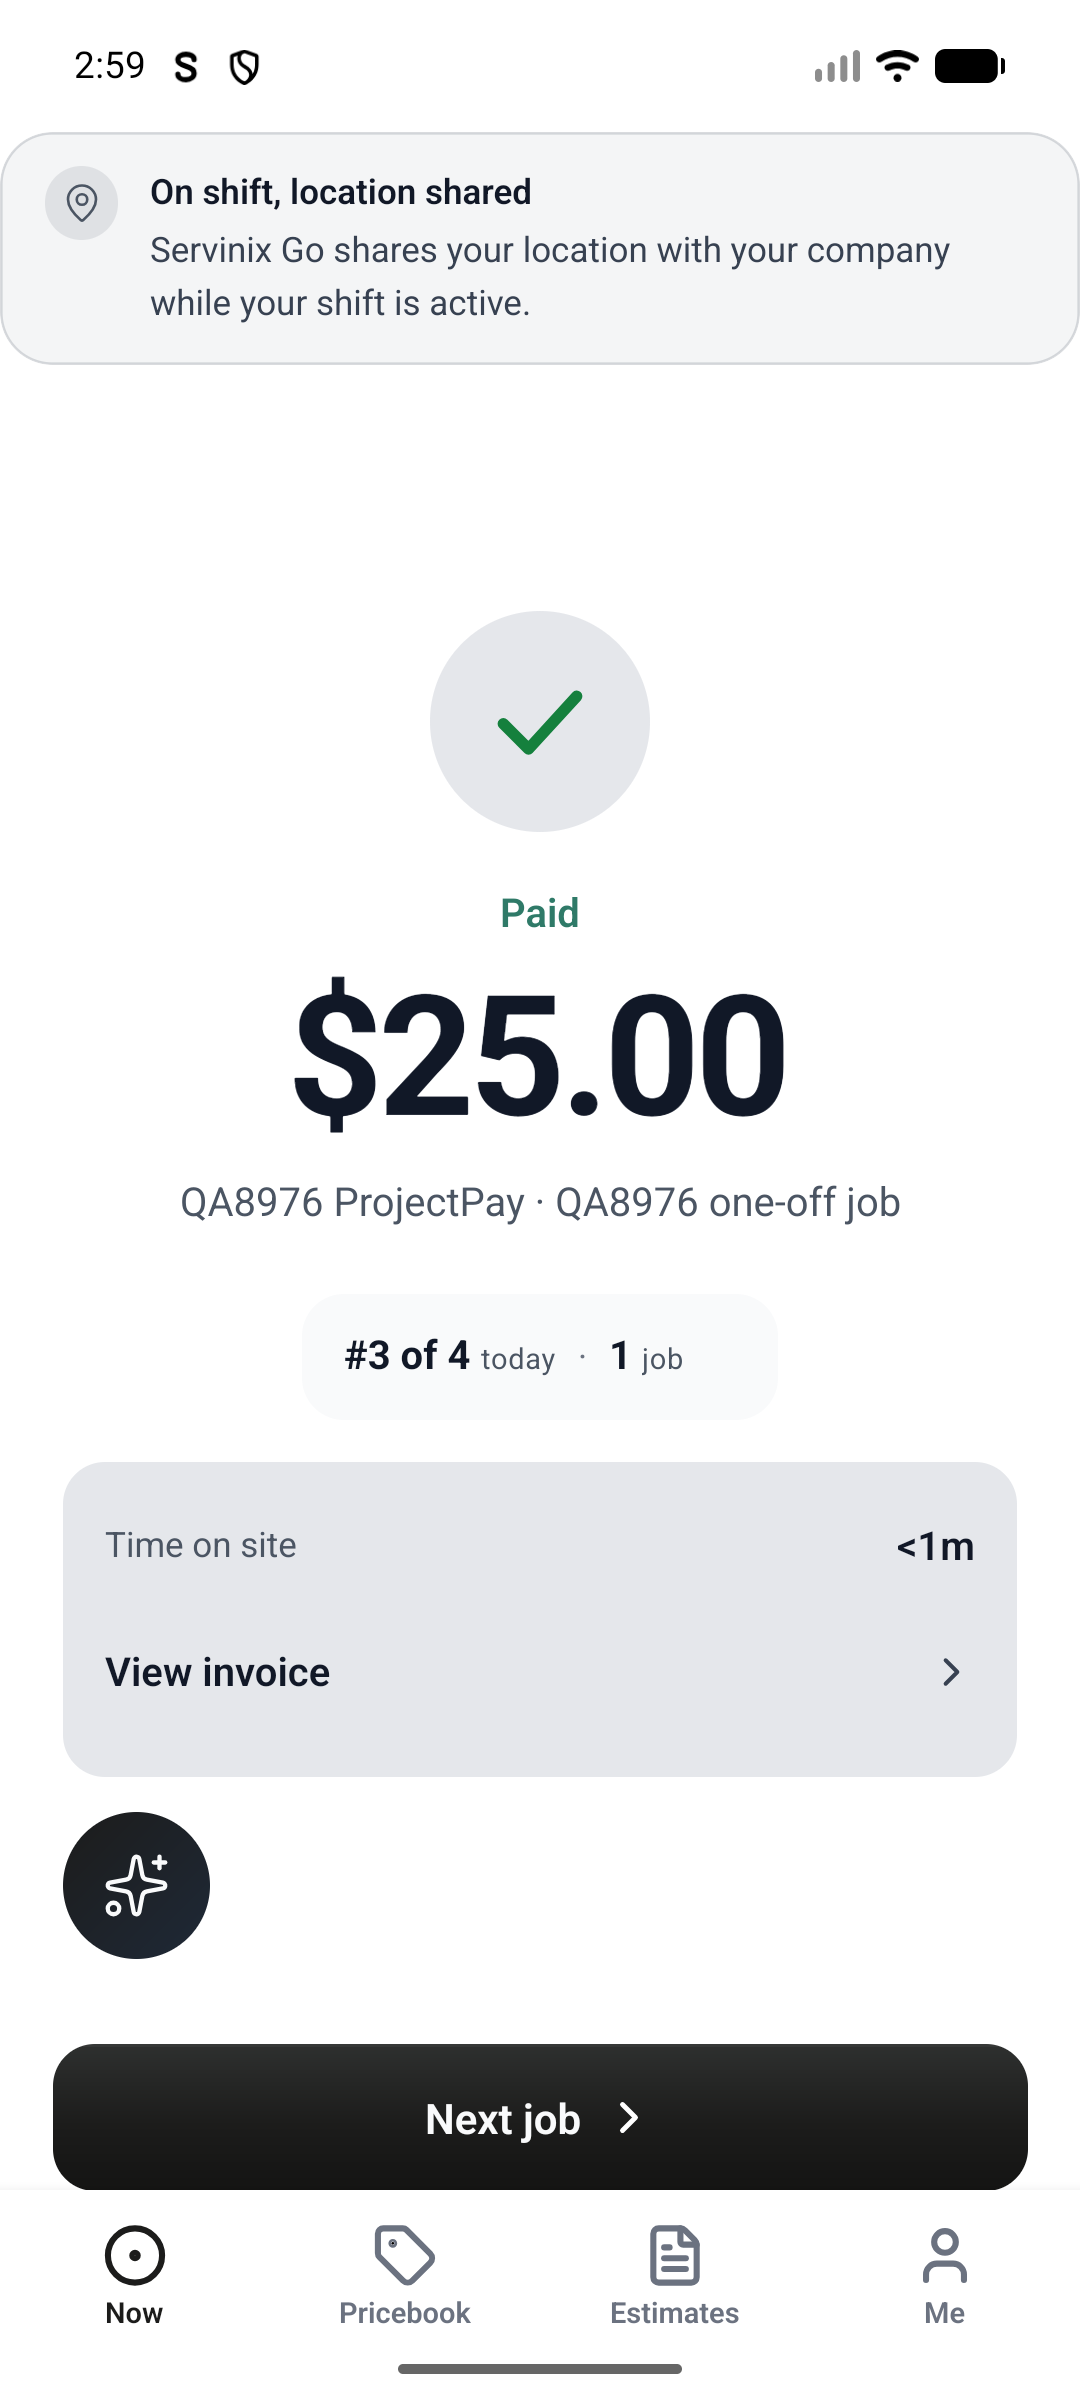 2:59 S
On shift, location shared
Servinix Go shares your location with your company
while your shift is active.
Paid
$25.00
QA8976 ProjectPay · QA8976 one-off job
#3 of 4 today · 1 job
Time on site <1m
View invoice
Next job
Now Pricebook Estimates Me